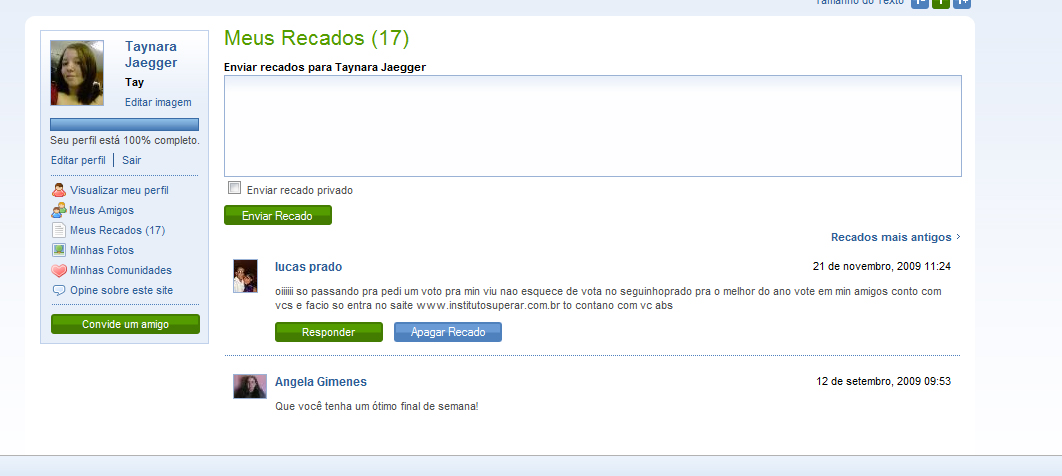 Tamanho do Texto T- T T+
Taynara
Jaegger
Tay
Editar imagem
Seu perfil está 100% completo.
Editar perfil | Sair
Visualizar meu perfil
Meus Amigos
Meus Recados (17)
Minhas Fotos
Minhas Comunidades
Opine sobre este site
Convide um amigo
Meus Recados (17)
Enviar recados para Taynara Jaegger
Enviar recado privado
Enviar Recado
Recados mais antigos ›
lucas prado
21 de novembro, 2009 11:24
oiiiiii so passando pra pedi um voto pra min viu nao esquece de vota no seguinhoprado pra o melhor do ano vote em min amigos conto com
vcs e facio so entra no saite www.institutosuperar.com.br to contano com vc abs
Responder
Apagar Recado
Angela Gimenes
12 de setembro, 2009 09:53
Que você tenha um ótimo final de semana!